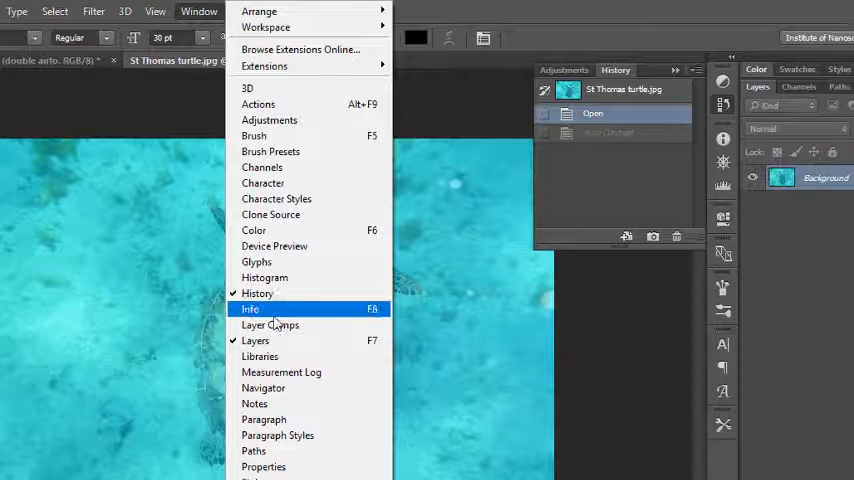 Type Select Filter 3D View Window
Regular 30 pt Institute of Nanos
(double auto. RGB/8) * × St Thomas turtle.jpg
Arrange
Workspace
Browse Extensions Online...
Extensions
3D
Actions Alt+F9
Adjustments
Brush F5
Brush Presets
Channels
Character
Character Styles
Clone Source
Color F6
Device Preview
Glyphs
Histogram
History
Info F8
Layer Comps
Layers F7
Libraries
Measurement Log
Navigator
Notes
Paragraph
Paragraph Styles
Paths
Properties
Adjustments History
St Thomas turtle.jpg
Open
Auto Contrast
Color Swatches Styles
Layers Channels Paths
Kind
Normal
Lock:
Background